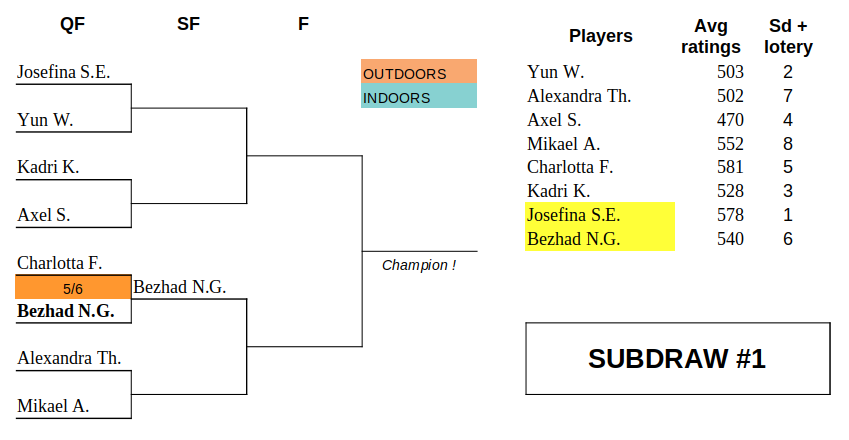 QF SF F
Josefina S.E.
Yun W.
Kadri K.
Axel S.
Charlotta F.
5/6
Bezhad N.G.
Bezhad N.G.
Alexandra Th.
Mikael A.
Champion !
OUTDOORS
INDOORS
Players Avg ratings Sd + lotery
Yun W. 503 2
Alexandra Th. 502 7
Axel S. 470 4
Mikael A. 552 8
Charlotta F. 581 5
Kadri K. 528 3
Josefina S.E. 578 1
Bezhad N.G. 540 6
SUBDRAW #1